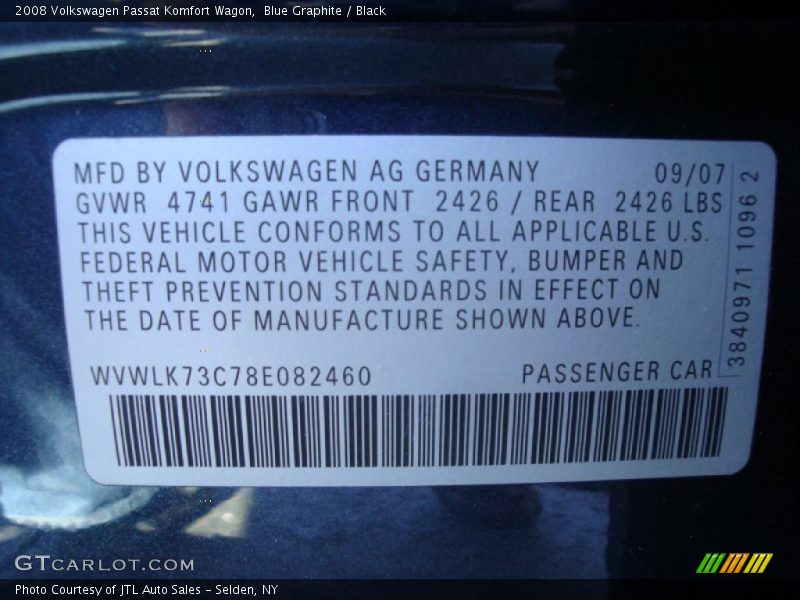 2008 Volkswagen Passat Komfort Wagon,  Blue Graphite / Black
MFD BY VOLKSWAGEN AG GERMANY 09/07
GVWR 4741 GAWR FRONT 2426 / REAR 2426 LBS
THIS VEHICLE CONFORMS TO ALL APPLICABLE U.S.
FEDERAL MOTOR VEHICLE SAFETY, BUMPER AND
THEFT PREVENTION STANDARDS IN EFFECT ON
THE DATE OF MANUFACTURE SHOWN ABOVE.
WVWLK73C78E082460 PASSENGER CAR
3840971 1096 2
GTCARLOT.COM
Photo Courtesy of JTL Auto Sales – Selden, NY